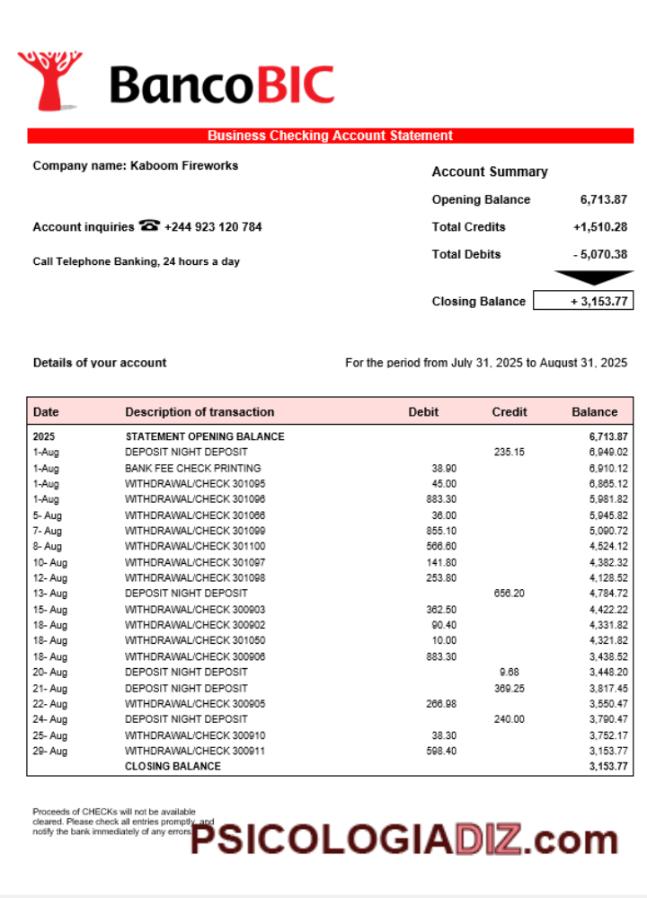 BancoBIC
Business Checking Account Statement
Company name: Kaboom Fireworks
Account inquiries ☎ +244 923 120 784
Call Telephone Banking, 24 hours a day
Account Summary
Opening Balance 6,713.87
Total Credits +1,510.28
Total Debits - 5,070.38
Closing Balance + 3,153.77
Details of your account For the period from July 31, 2025 to August 31, 2025
Date Description of transaction Debit Credit Balance
2025 STATEMENT OPENING BALANCE 6,713.87
1-Aug DEPOSIT NIGHT DEPOSIT 235.15 6,949.02
1-Aug BANK FEE CHECK PRINTING 38.90 6,910.12
1-Aug WITHDRAWAL/CHECK 301095 45.00 6,865.12
1-Aug WITHDRAWAL/CHECK 301096 883.30 5,981.82
5- Aug WITHDRAWAL/CHECK 301066 36.00 5,945.82
7- Aug WITHDRAWAL/CHECK 301099 855.10 5,090.72
8- Aug WITHDRAWAL/CHECK 301100 566.60 4,524.12
10- Aug WITHDRAWAL/CHECK 301097 141.80 4,382.32
12- Aug WITHDRAWAL/CHECK 301098 253.80 4,128.52
13- Aug DEPOSIT NIGHT DEPOSIT 656.20 4,784.72
15- Aug WITHDRAWAL/CHECK 300903 362.50 4,422.22
18- Aug WITHDRAWAL/CHECK 300902 90.40 4,331.82
18- Aug WITHDRAWAL/CHECK 301050 10.00 4,321.82
18- Aug WITHDRAWAL/CHECK 300906 883.30 3,438.52
20- Aug DEPOSIT NIGHT DEPOSIT 9.68 3,448.20
21- Aug DEPOSIT NIGHT DEPOSIT 369.25 3,817.45
22- Aug WITHDRAWAL/CHECK 300905 266.98 3,550.47
24- Aug DEPOSIT NIGHT DEPOSIT 240.00 3,790.47
25- Aug WITHDRAWAL/CHECK 300910 38.30 3,752.17
29- Aug WITHDRAWAL/CHECK 300911 598.40 3,153.77
CLOSING BALANCE 3,153.77
Proceeds of CHECKs will not be available
cleared. Please check all entries promptly, and
notify the bank immediately of any errors.
PSICOLOGIADIZ.com